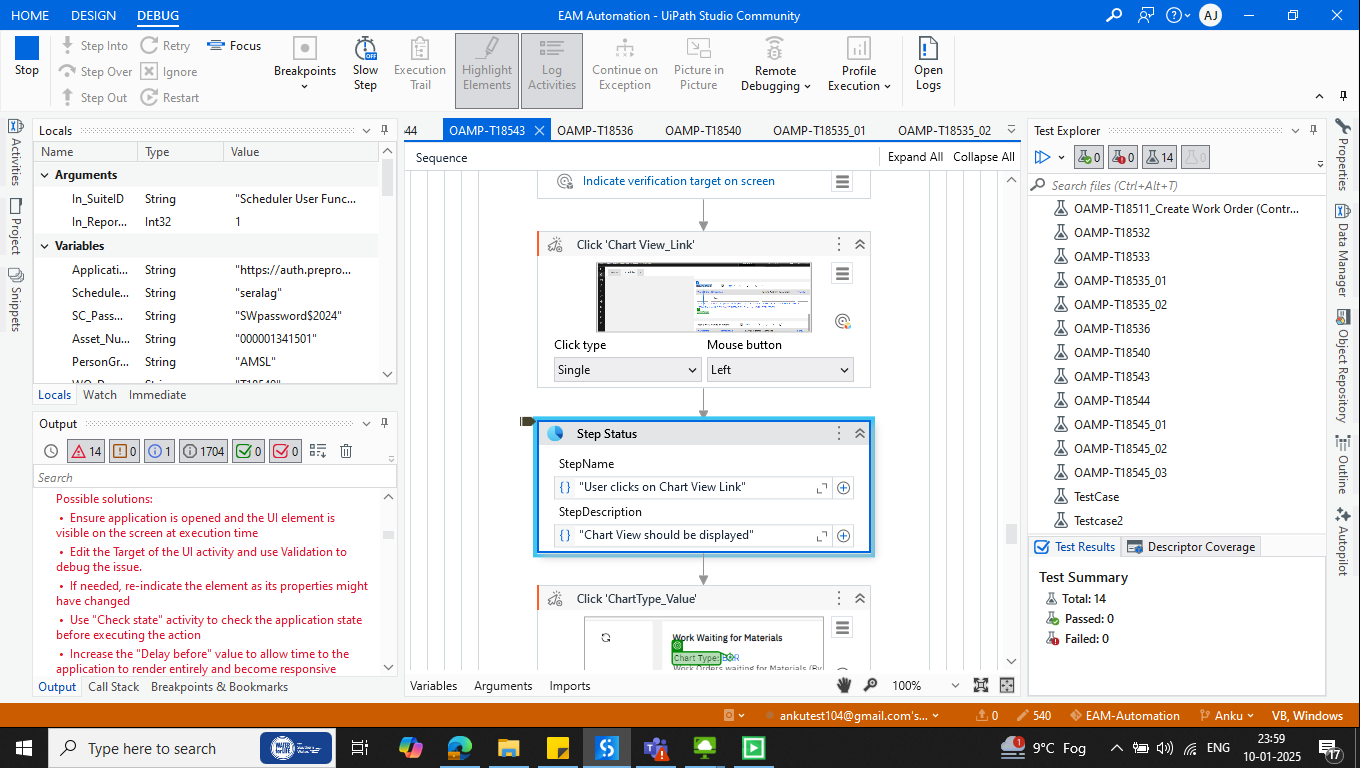 HOME DESIGN DEBUG
EAM Automation - UiPath Studio Community
AJ
Stop
Step Into
Step Over
Step Out
Retry
Ignore
Restart
Focus
Breakpoints
Slow Step
OFF
Execution Trail
Highlight Elements
Log Activities
Continue on Exception
Picture in Picture
Remote Debugging
Profile Execution
Open Logs
Activities
Project
Snippets
Locals
Name Type Value
Arguments
In_SuiteID String "Scheduler User Func...
In_Repor... Int32 1
Variables
Applicati... String "https://auth.prepro...
Schedule... String "seralag"
SC_Pass... String "SWpassword$2024"
Asset_Nu... String "000001341501"
PersonGr... String "AMSL"
Locals Watch Immediate
Output
14 0 1 1704 0 0
Search
Possible solutions:
• Ensure application is opened and the UI element is
visible on the screen at execution time
• Edit the Target of the UI activity and use Validation to
debug the issue.
• If needed, re-indicate the element as its properties might
have changed
• Use "Check state" activity to check the application state
before executing the action
• Increase the "Delay before" value to allow time to the
application to render entirely and become responsive
Output Call Stack Breakpoints & Bookmarks
44 OAMP-T18543 OAMP-T18536 OAMP-T18540 OAMP-T18535_01 OAMP-T18535_02
Sequence
Expand All Collapse All
Indicate verification target on screen
Click 'Chart View_Link'
Click type Mouse button
Single Left
Step Status
StepName
{ } "User clicks on Chart View Link"
StepDescription
{ } "Chart View should be displayed"
Click 'ChartType_Value'
Work Waiting for Materials
Chart Type:
Work Orders waiting for Materials (By
Variables Arguments Imports
100%
Test Explorer
0 0 14 0
Search files (Ctrl+Alt+T)
OAMP-T18511_Create Work Order (Contr...
OAMP-T18532
OAMP-T18533
OAMP-T18535_01
OAMP-T18535_02
OAMP-T18536
OAMP-T18540
OAMP-T18543
OAMP-T18544
OAMP-T18545_01
OAMP-T18545_02
OAMP-T18545_03
TestCase
Testcase2
Test Results Descriptor Coverage
Test Summary
Total: 14
Passed: 0
Failed: 0
Properties
Data Manager
Object Repository
Outline
Autopilot
ankutest104@gmail.com's...
0 540 EAM-Automation Anku VB, Windows
Type here to search
1 9°C Fog
ENG
23:59
10-01-2025
17